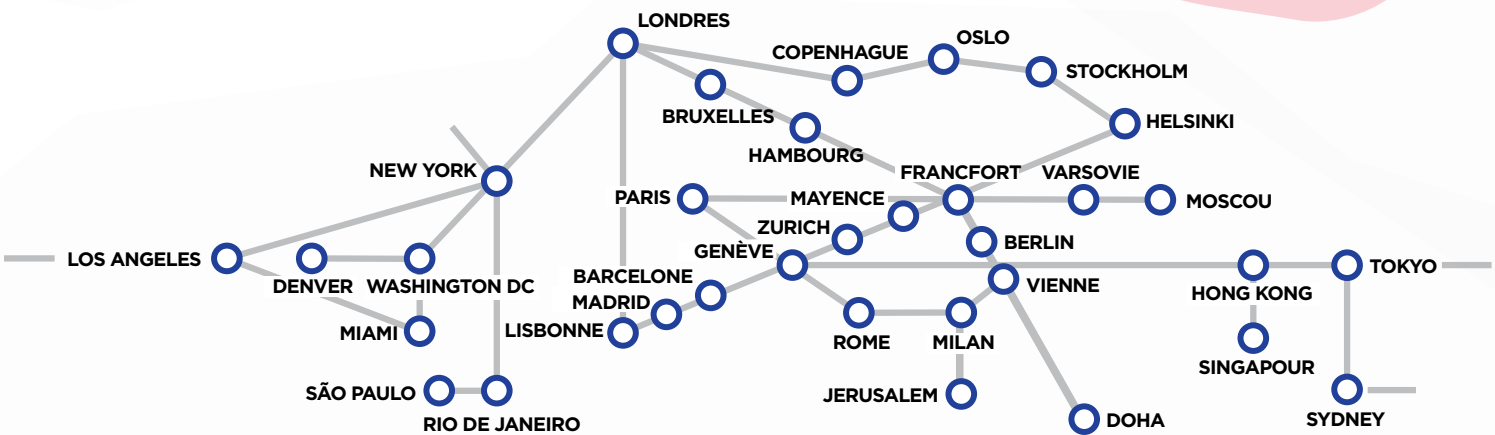 LONDRES
COPENHAGUE
OSLO
STOCKHOLM
BRUXELLES
HELSINKI
HAMBOURG
NEW YORK
FRANCFORT
VARSOVIE
PARIS
MAYENCE
MOSCOU
ZURICH
BERLIN
GENÈVE
LOS ANGELES
TOKYO
BARCELONE
DENVER
WASHINGTON DC
VIENNE
HONG KONG
MADRID
LISBONNE
MIAMI
ROME
MILAN
SINGAPOUR
SÃO PAULO
JERUSALEM
RIO DE JANEIRO
DOHA
SYDNEY